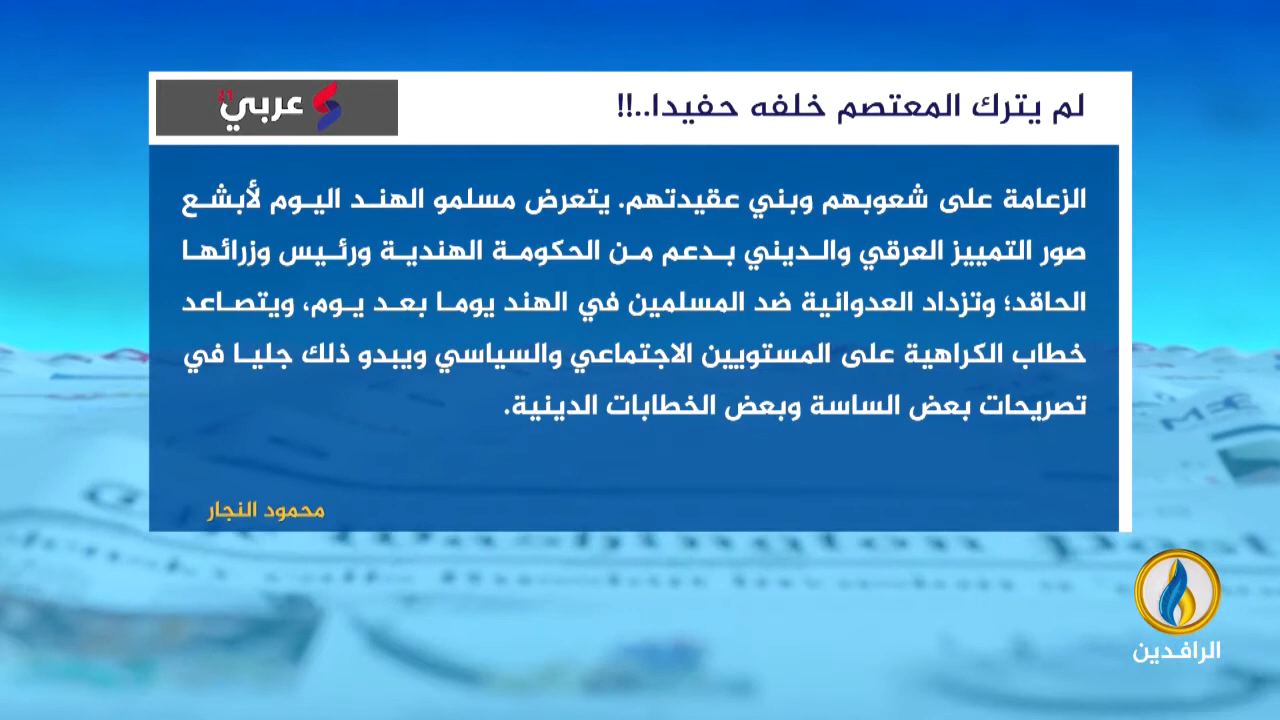 لم يترك المعتصم خلفه حفيدا..!!
عربي21
الزعامة على شعوبهم وبني عقيدتهم. يتعرض مسلمو الهند اليوم لأبشع
صور التمييز العرقي والديني بدعم من الحكومة الهندية ورئيس وزرائها
الحاقد؛ وتزداد العدوانية ضد المسلمين في الهند يوما بعد يوم، ويتصاعد
خطاب الكراهية على المستويين الاجتماعي والسياسي ويبدو ذلك جليا في
تصريحات بعض الساسة وبعض الخطابات الدينية.
محمود النجار
الرافدين